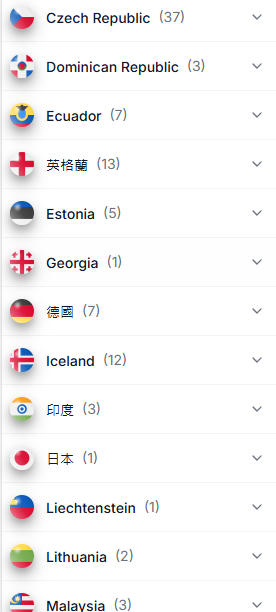 Czech Republic (37)
Dominican Republic (3)
Ecuador (7)
英格蘭 (13)
Estonia (5)
Georgia (1)
德國 (7)
Iceland (12)
印度 (3)
日本 (1)
Liechtenstein (1)
Lithuania (2)
Malaysia (3)